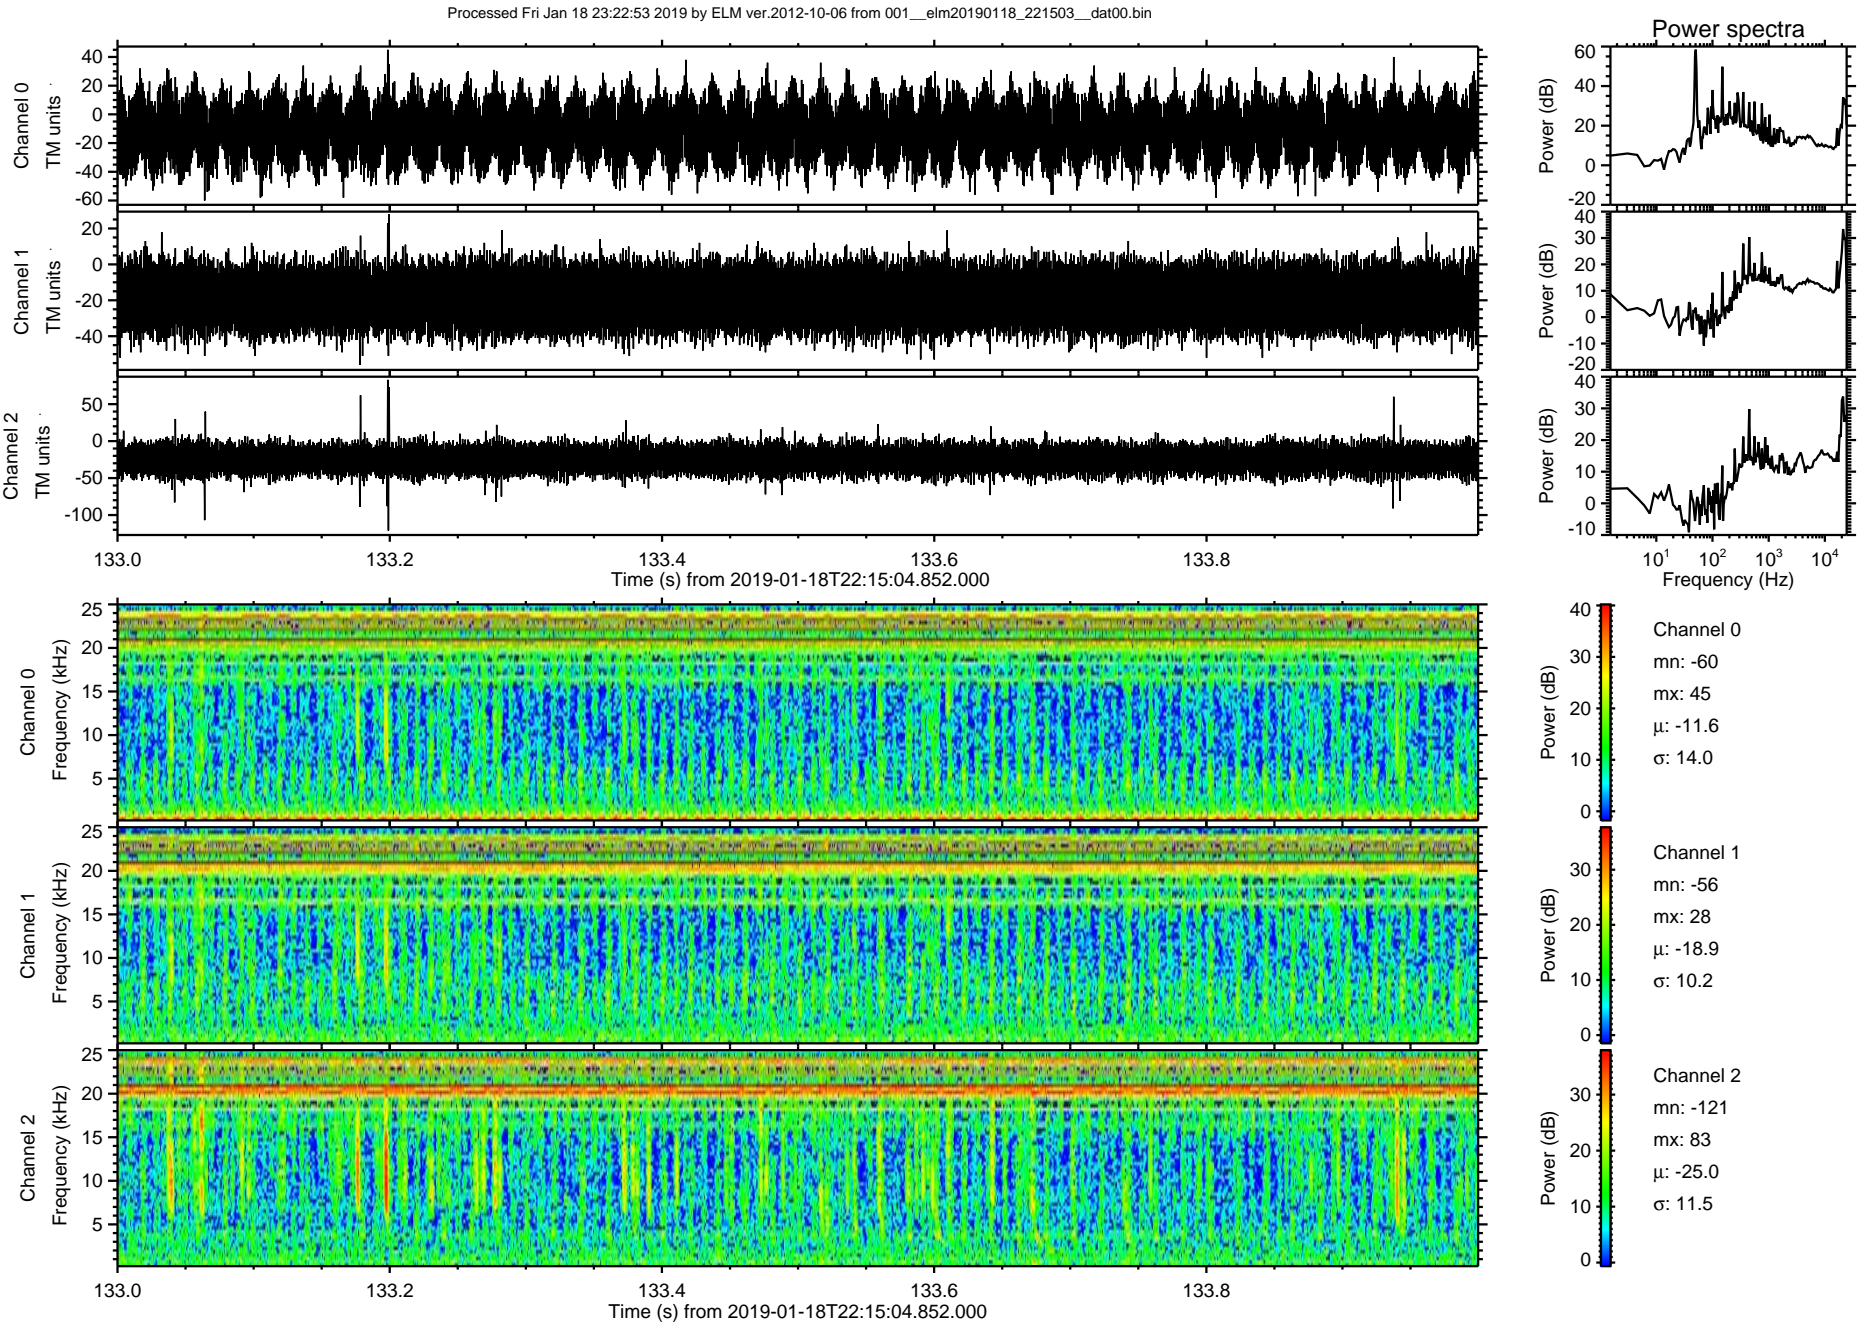 Processed Fri Jan 18 23:22:53 2019 by ELM ver.2012-10-06 from 001__elm20190118_221503__dat00.bin
Power spectra
Channel 0
TM units
40
20
0
-20
-40
-60
Power (dB)
60
40
20
0
-20
Channel 1
TM units
20
0
-20
-40
Power (dB)
40
30
20
10
0
-10
-20
Channel 2
TM units
50
0
-50
-100
Power (dB)
40
30
20
10
0
-10
133.0 133.2 133.4 133.6 133.8
Time (s) from 2019-01-18T22:15:04.852.000
10^1 10^2 10^3 10^4
Frequency (Hz)
Channel 0
Frequency (kHz)
25
20
15
10
5
Power (dB)
40
30
20
10
0
Channel 0
mn: -60
mx: 45
μ: -11.6
σ: 14.0
Channel 1
Frequency (kHz)
25
20
15
10
5
Power (dB)
30
20
10
0
Channel 1
mn: -56
mx: 28
μ: -18.9
σ: 10.2
Channel 2
Frequency (kHz)
25
20
15
10
5
Power (dB)
30
20
10
0
Channel 2
mn: -121
mx: 83
μ: -25.0
σ: 11.5
133.0 133.2 133.4 133.6 133.8
Time (s) from 2019-01-18T22:15:04.852.000